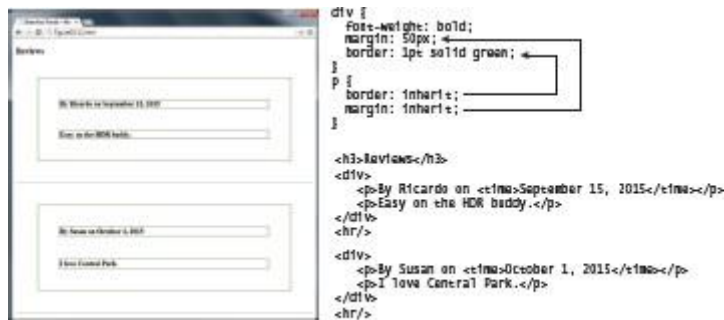 Reviews
By Ricardo on September 15, 2015
Easy on the HDR buddy.
By Susan on October 1, 2015
I love Central Park.
div {
font-weight: bold;
margin: 50px;
border: 1pt solid green;
}
p {
border: inherit;
margin: inherit;
}
<h3>Reviews</h3>
<div>
<p>By Ricardo on <time>September 15, 2015</time></p>
<p>Easy on the HDR buddy.</p>
</div>
<hr/>
<div>
<p>By Susan on <time>October 1, 2015</time></p>
<p>I love Central Park.</p>
</div>
<hr/>